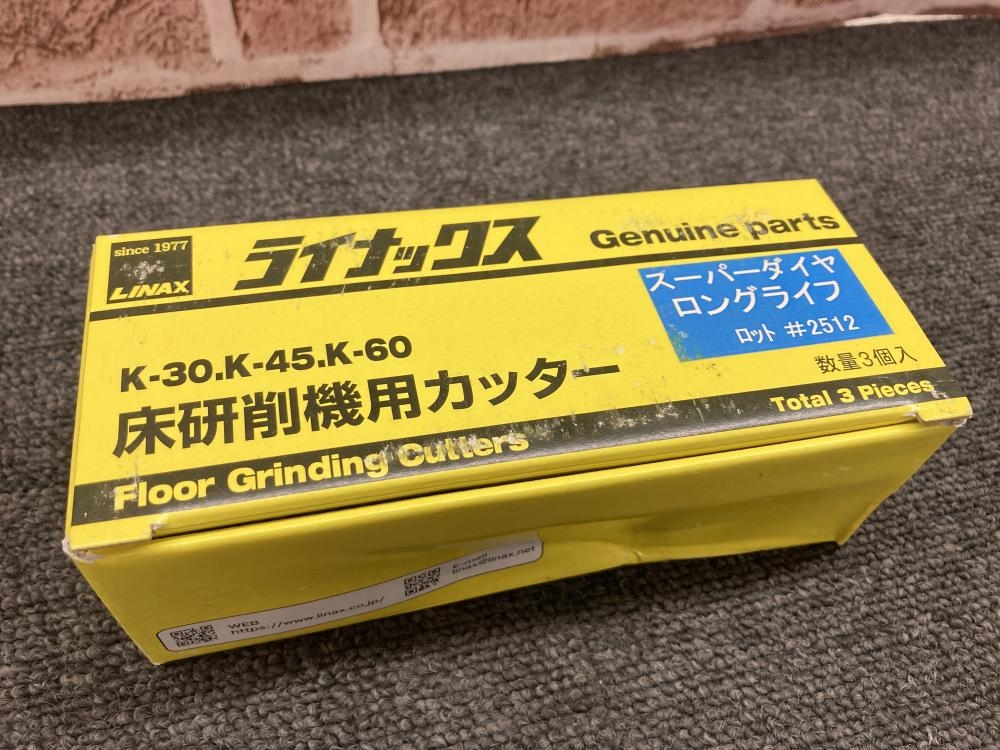 since 1977
LINAX
ライナックス
Genuine parts
スーパーダイヤ
ロングライフ
ロット #2512
K-30.K-45.K-60
床研削機用カッター
数量3個入
Floor Grinding Cutters
Total 3 Pieces
WEB
https://www.linax.co.jp/
E-mail
linax@linax.net